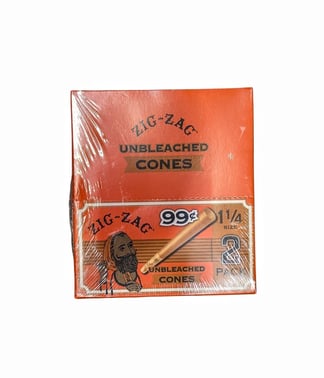 ZIG-ZAG
UNBLEACHED
CONES
ZIG-ZAG
99¢
1 1/4
SIZE
2
PACK
UNBLEACHED
CONES